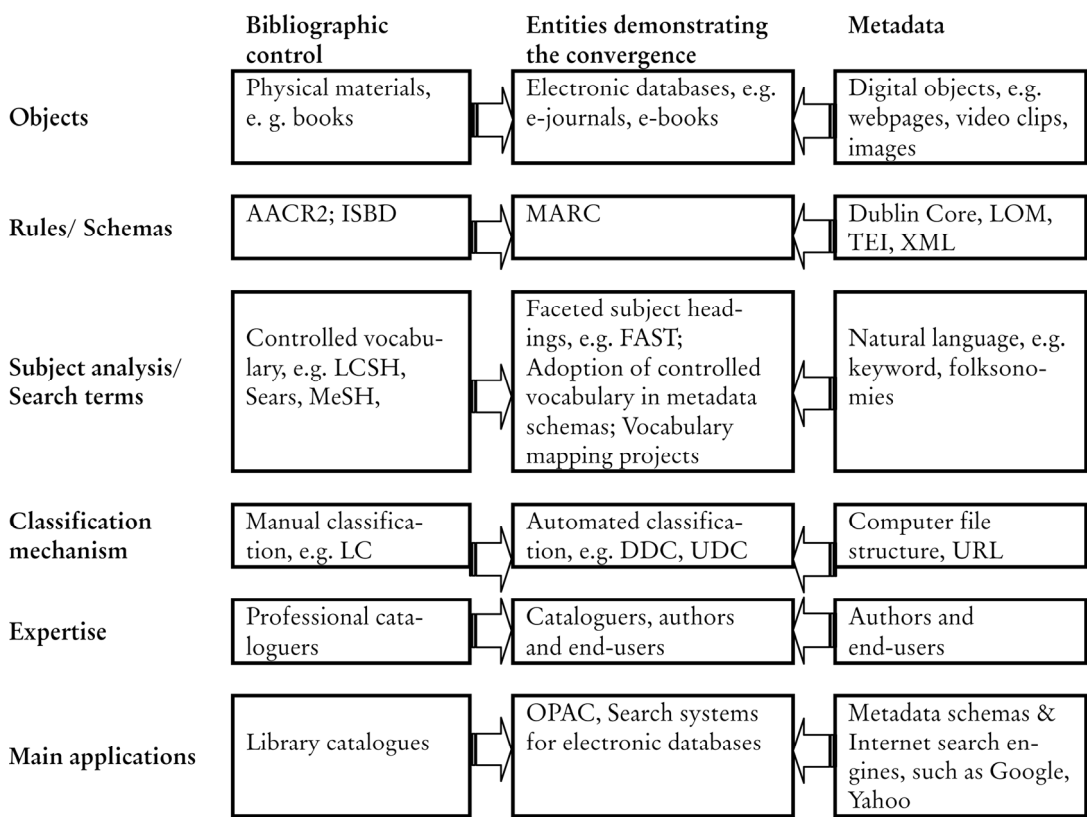 Bibliographic
control
Entities demonstrating
the convergence
Metadata
Objects
Physical materials,
e. g. books
Electronic databases, e.g.
e-journals, e-books
Digital objects, e.g.
webpages, video clips,
images
Rules/ Schemas
AACR2; ISBD
MARC
Dublin Core, LOM,
TEI, XML
Subject analysis/
Search terms
Controlled vocabu-
lary, e.g. LCSH,
Sears, MeSH,
Faceted subject head-
ings, e.g. FAST;
Adoption of controlled
vocabulary in metadata
schemas; Vocabulary
mapping projects
Natural language, e.g.
keyword, folksono-
mies
Classification
mechanism
Manual classifica-
tion, e.g. LC
Automated classifica-
tion, e.g. DDC, UDC
Computer file
structure, URL
Expertise
Professional cata-
loguers
Cataloguers, authors
and end-users
Authors and
end-users
Main applications
Library catalogues
OPAC, Search systems
for electronic databases
Metadata schemas &
Internet search en-
gines, such as Google,
Yahoo